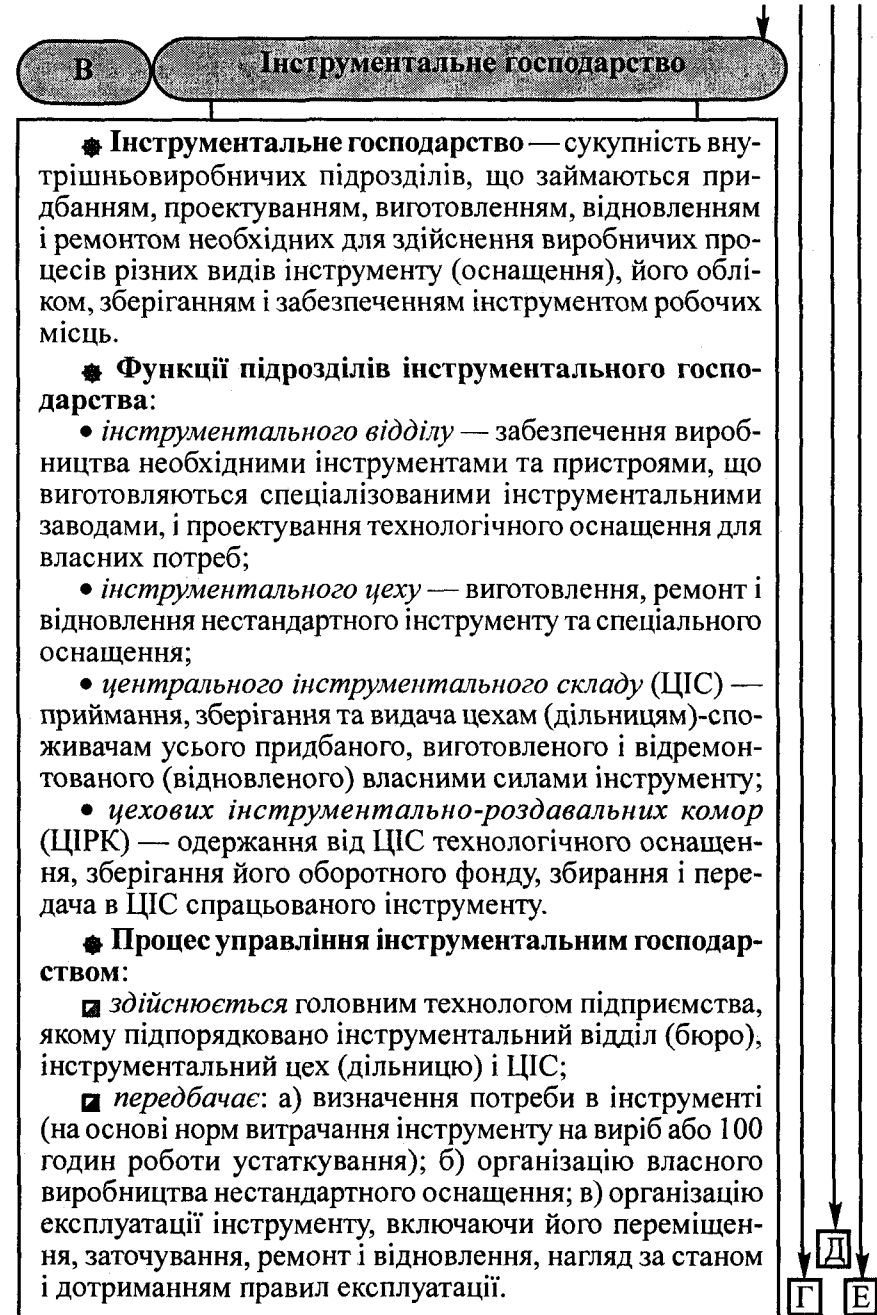 В Інструментальне господарство
Інструментальне господарство — сукупність вну-
трішньовиробничих підрозділів, що займаються при-
дбанням, проектуванням, виготовленням, відновленням
і ремонтом необхідних для здійснення виробничих про-
цесів різних видів інструменту (оснащення), його облі-
ком, зберіганням і забезпеченням інструментом робочих
місць.
Функції підрозділів інструментального госпо-
дарства:
• інструментального відділу — забезпечення вироб-
ництва необхідними інструментами та пристроями, що
виготовляються спеціалізованими інструментальними
заводами, і проектування технологічного оснащення для
власних потреб;
• інструментального цеху — виготовлення, ремонт і
відновлення нестандартного інструменту та спеціального
оснащення;
• центрального інструментального складу (ЦІС) —
приймання, зберігання та видача цехам (дільницям)-спо-
живачам усього придбаного, виготовленого і відремон-
тованого (відновленого) власними силами інструменту;
• цехових інструментально-роздавальних комор
(ЦІРК) — одержання від ЦІС технологічного оснащен-
ня, зберігання його оборотного фонду, збирання і пере-
дача в ЦІС спрацьованого інструменту.
Процес управління інструментальним господар-
ством:
здійснюється головним технологом підприємства,
якому підпорядковано інструментальний відділ (бюро),
інструментальний цех (дільницю) і ЦІС;
передбачає: а) визначення потреби в інструменті
(на основі норм витрачання інструменту на виріб або 100
годин роботи устаткування); б) організацію власного
виробництва нестандартного оснащення; в) організацію
експлуатації інструменту, включаючи його переміщен-
ня, заточування, ремонт і відновлення, нагляд за станом
і дотриманням правил експлуатації.
Д
Г Е